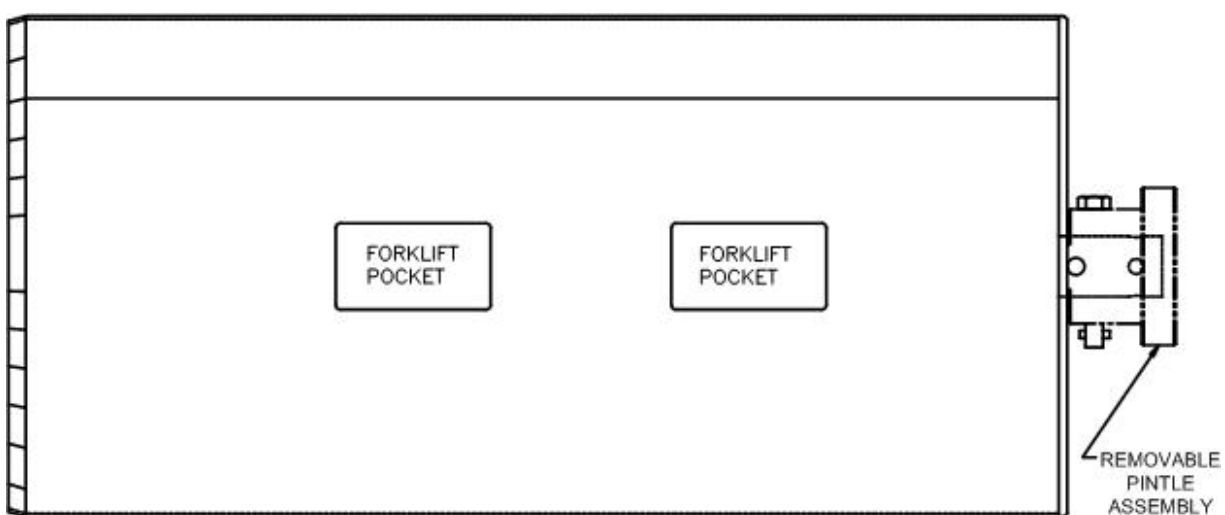 FORKLIFT
POCKET
FORKLIFT
POCKET
REMOVABLE
PINTLE
ASSEMBLY